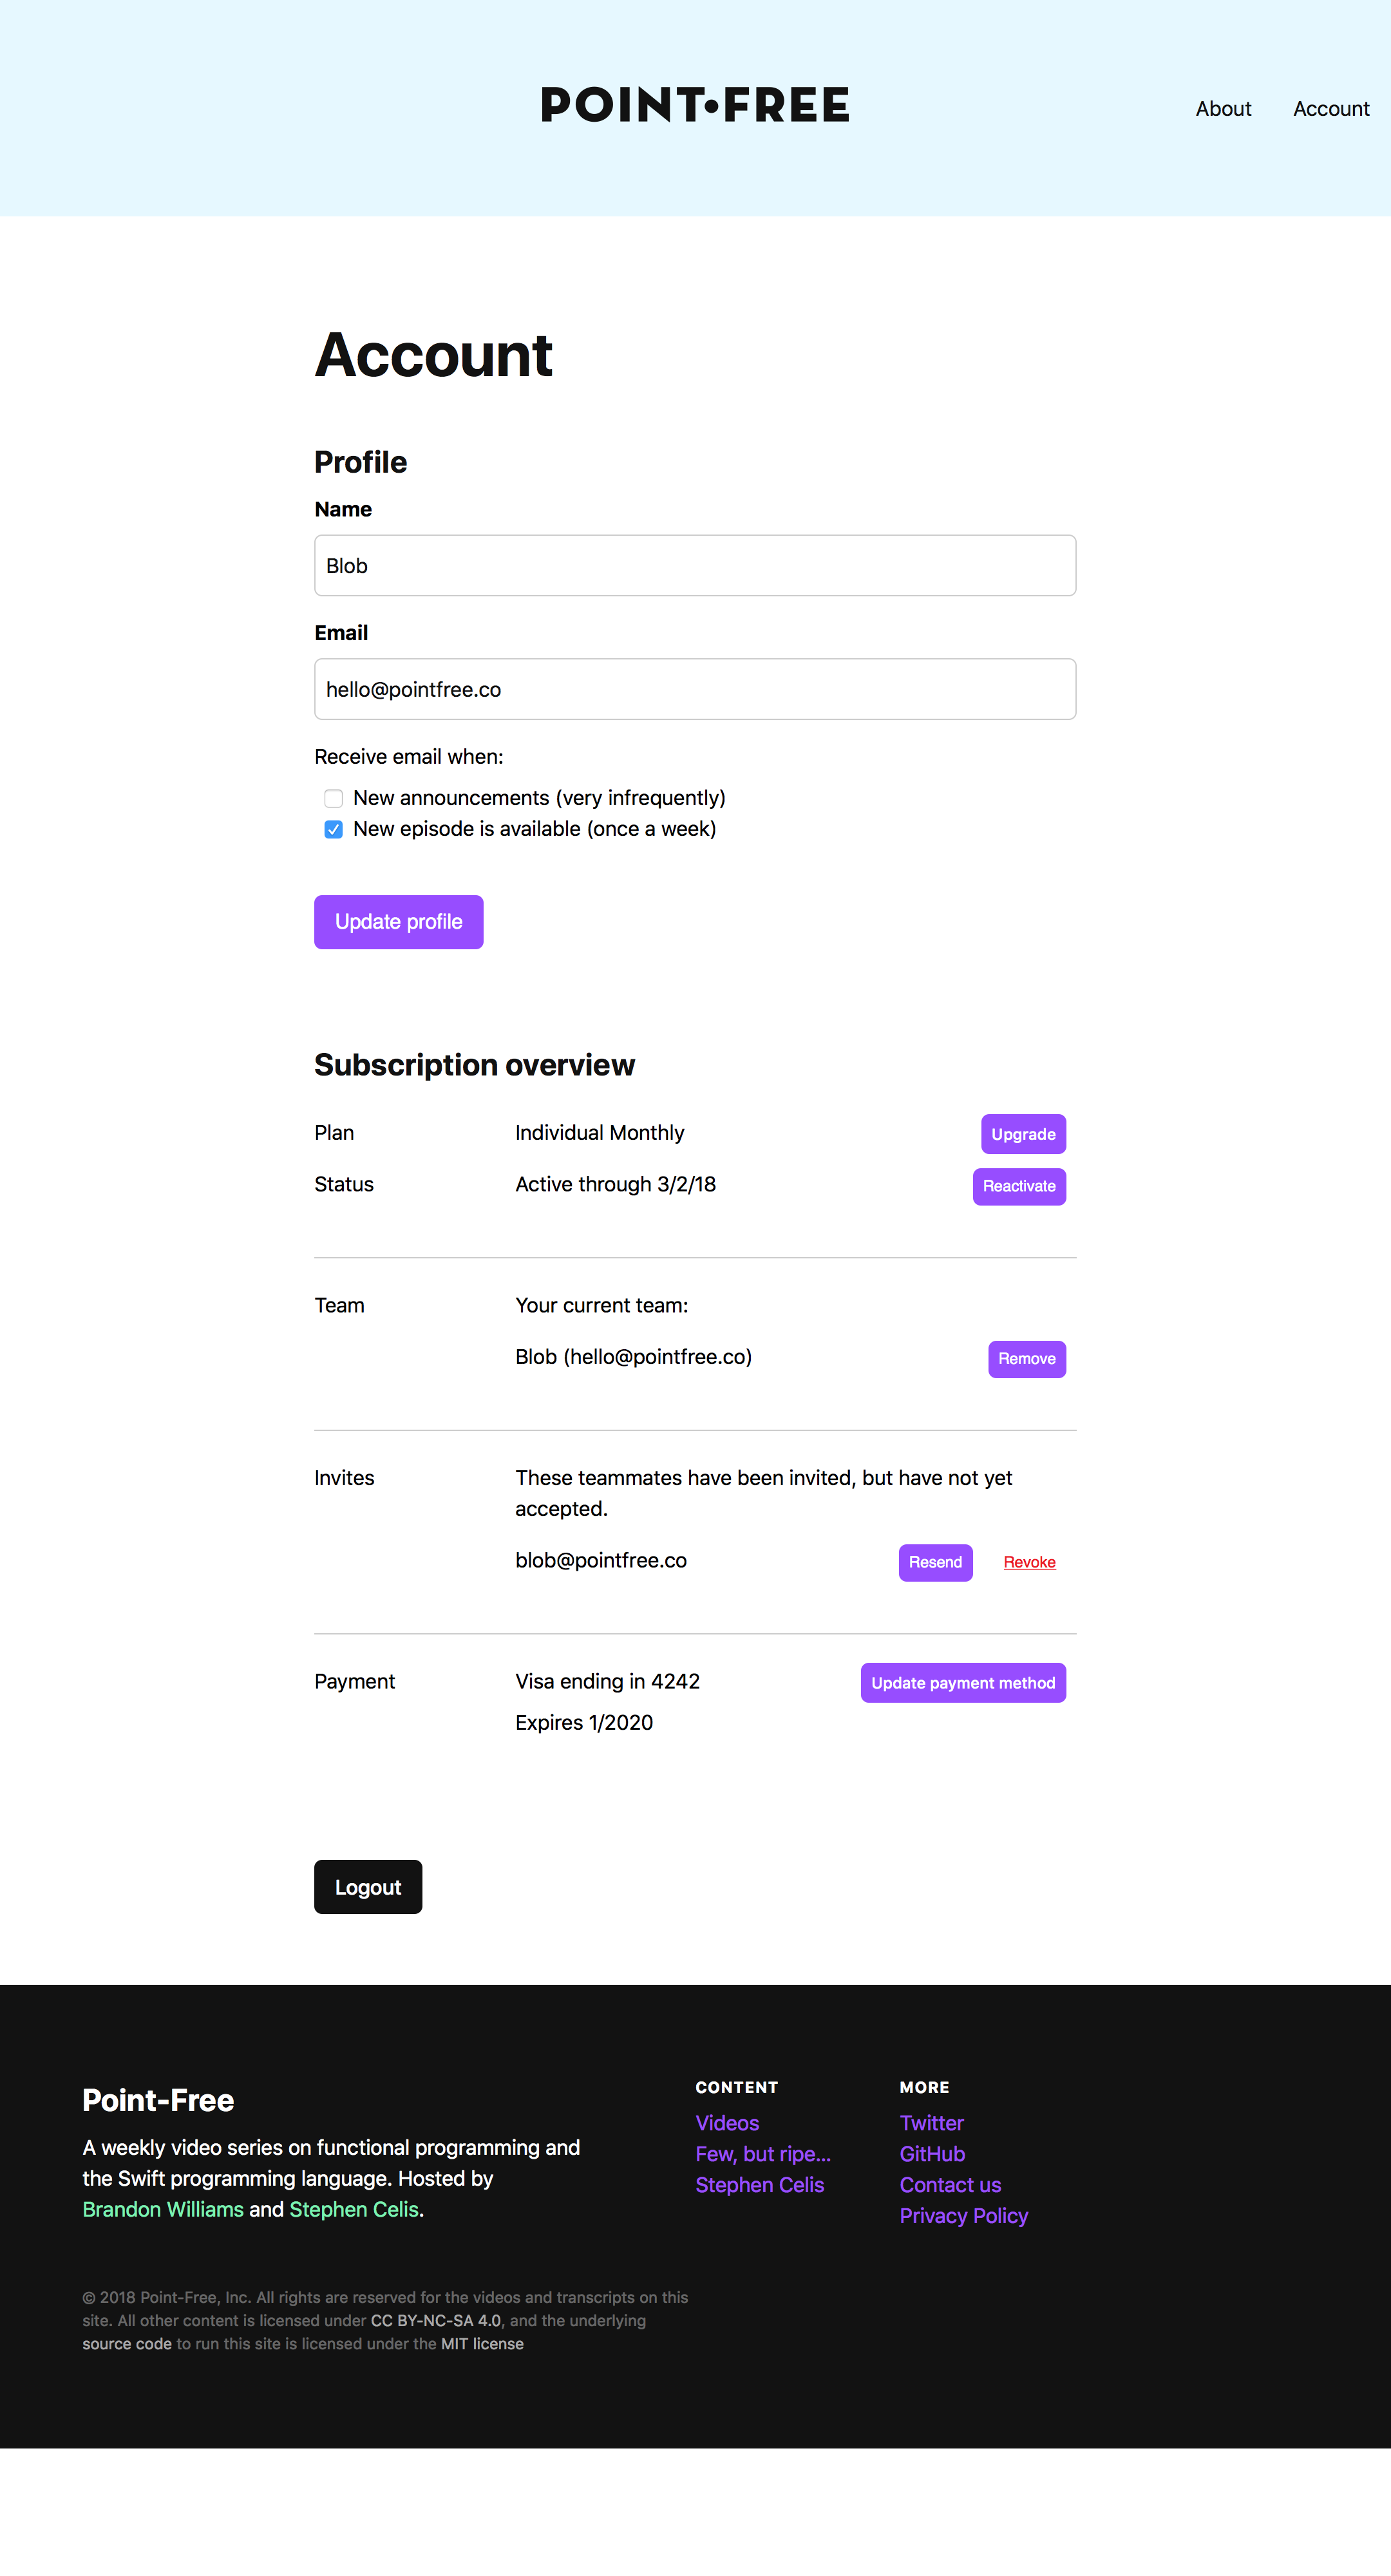 POINT•FREE
About Account
Account
Profile
Name
Blob
Email
hello@pointfree.co
Receive email when:
New announcements (very infrequently)
New episode is available (once a week)
Update profile
Subscription overview
Plan Individual Monthly Upgrade
Status Active through 3/2/18 Reactivate
Team Your current team:
Blob (hello@pointfree.co) Remove
Invites These teammates have been invited, but have not yet
accepted.
blob@pointfree.co Resend Revoke
Payment Visa ending in 4242 Update payment method
Expires 1/2020
Logout
Point-Free
A weekly video series on functional programming and
the Swift programming language. Hosted by
Brandon Williams and Stephen Celis.
CONTENT
Videos
Few, but ripe...
Stephen Celis
MORE
Twitter
GitHub
Contact us
Privacy Policy
© 2018 Point-Free, Inc. All rights are reserved for the videos and transcripts on this
site. All other content is licensed under CC BY-NC-SA 4.0, and the underlying
source code to run this site is licensed under the MIT license